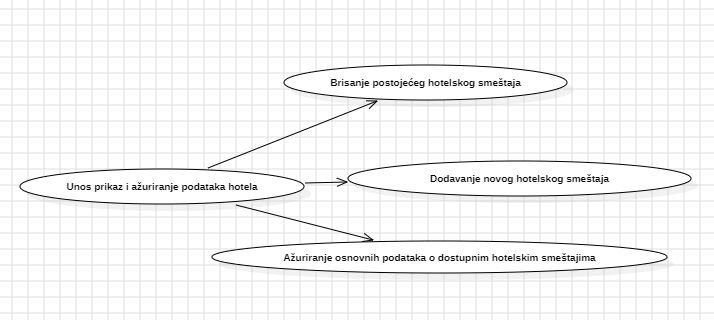 Brisanje postojećeg hotelskog smeštaja
Dodavanje novog hotelskog smeštaja
Unos prikaz i ažuriranje podataka hotela
Ažuriranje osnovnih podataka o dostupnim hotelskim smeštajima